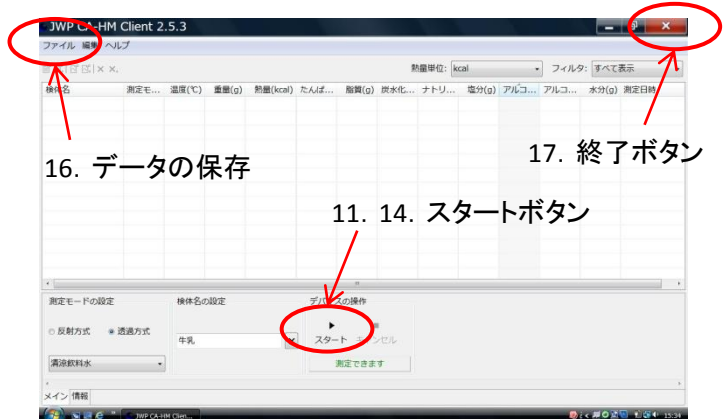 JWP CA-HM Client 2.5.3
ファイル 編集 ヘルプ
熱量単位: kcal フィルタ: すべて表示
検体名 測定モ... 温度(℃) 重量(g) 熱量(kcal) たんぱ... 脂質(g) 炭水化... ナトリ... 塩分(g) アルコ... アルコ... 水分(g) 測定日時
16. データの保存
17. 終了ボタン
11. 14. スタートボタン
測定モードの設定 検体名の設定 デバイスの操作
反射方式 透過方式
牛乳
スタート キャンセル
清涼飲料水
測定できます
メイン 情報
JWP CA-HM Clien...
15:34